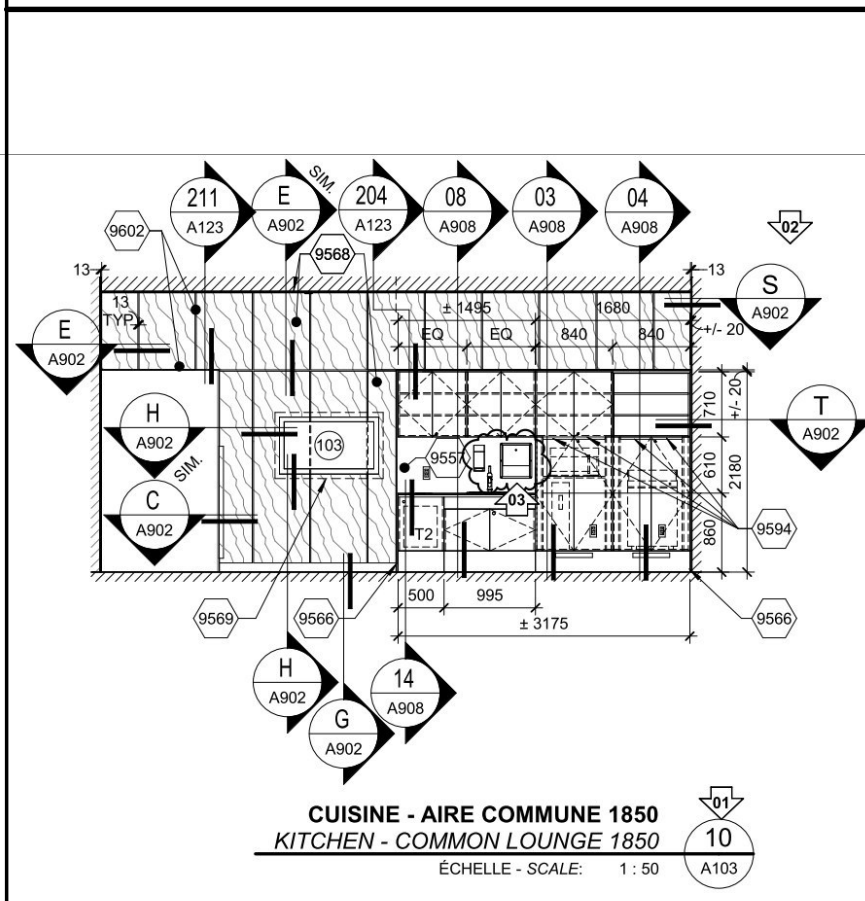 SIM.
211
A123
E
A902
204
A123
08
A908
03
A908
04
A908
02
9602
9568
13
13
S
A902
13
TYP.
± 1495
1680
EQ
EQ
840
840
+/- 20
E
A902
710
+/- 20
H
A902
103
9557
T
A902
610
2180
SIM.
03
C
A902
T2
860
9594
500
995
9569
9566
± 3175
9566
H
A902
14
A908
G
A902
CUISINE - AIRE COMMUNE 1850
KITCHEN - COMMON LOUNGE 1850
ÉCHELLE - SCALE: 1 : 50
01
10
A103